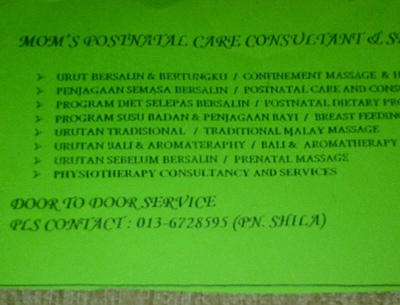 MOM'S POSTNATAL CARE CONSULTANT &
URUT BERSALIN & BERTUNGKU / CONFINEMENT MASSAGE &
PENJAGAAN SEMASA BERSALIN / POSTNATAL CARE AND
PROGRAM DIET SELEPAS BERSALIN / POSTNATAL DIETARY
PROGRAM SUSU BADAN & PENJAGAAN BAYI / BREAST FEEDING
URUTAN TRADISIONAL / TRADITIONAL MALAY MASSAGE
URUTAN BALI & AROMATERAPHY / BALI & AROMATHERAPY
URUTAN SEBELUM BERSALIN / PRENATAL MASSAGE
PHYSIOTHERAPY CONSULTANCY AND SERVICES
DOOR TO DOOR SERVICE
PLS CONTACT : 013-6728595 (PN. SHILA)